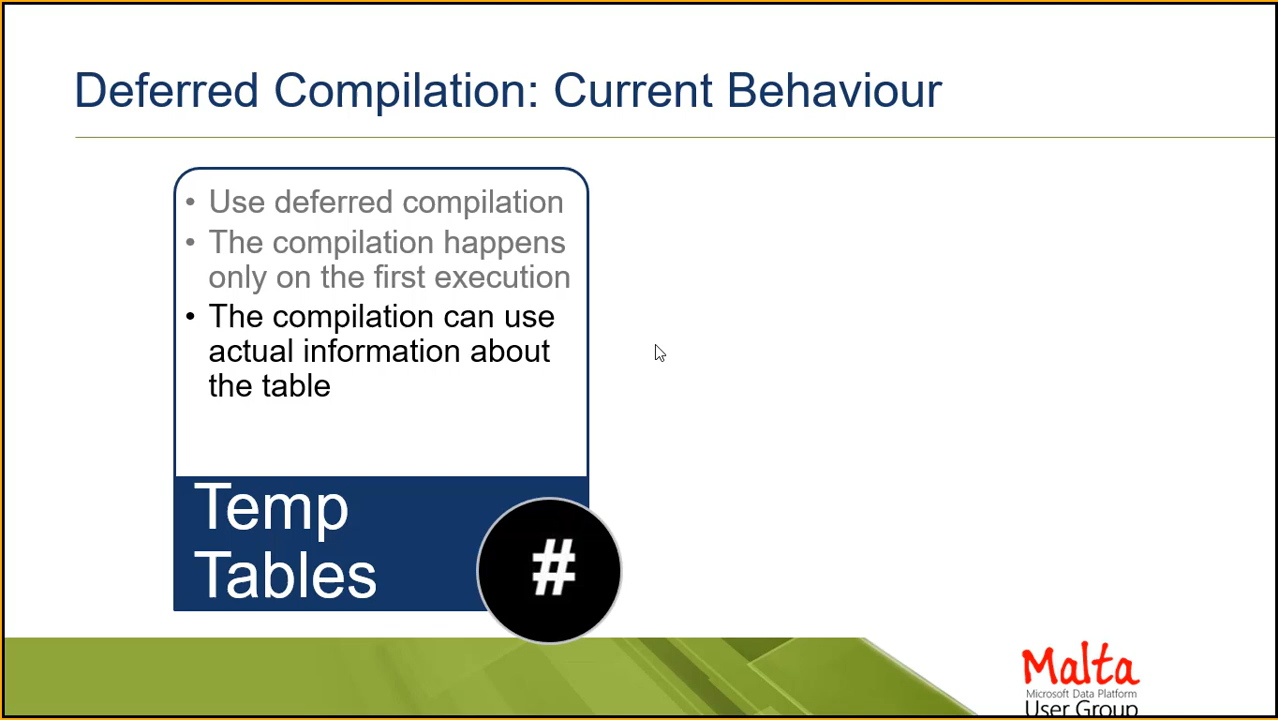 Deferred Compilation: Current Behaviour
• Use deferred compilation
• The compilation happens
only on the first execution
• The compilation can use
actual information about
the table
Temp
Tables
#
Malta
Microsoft Data Platform
User Group